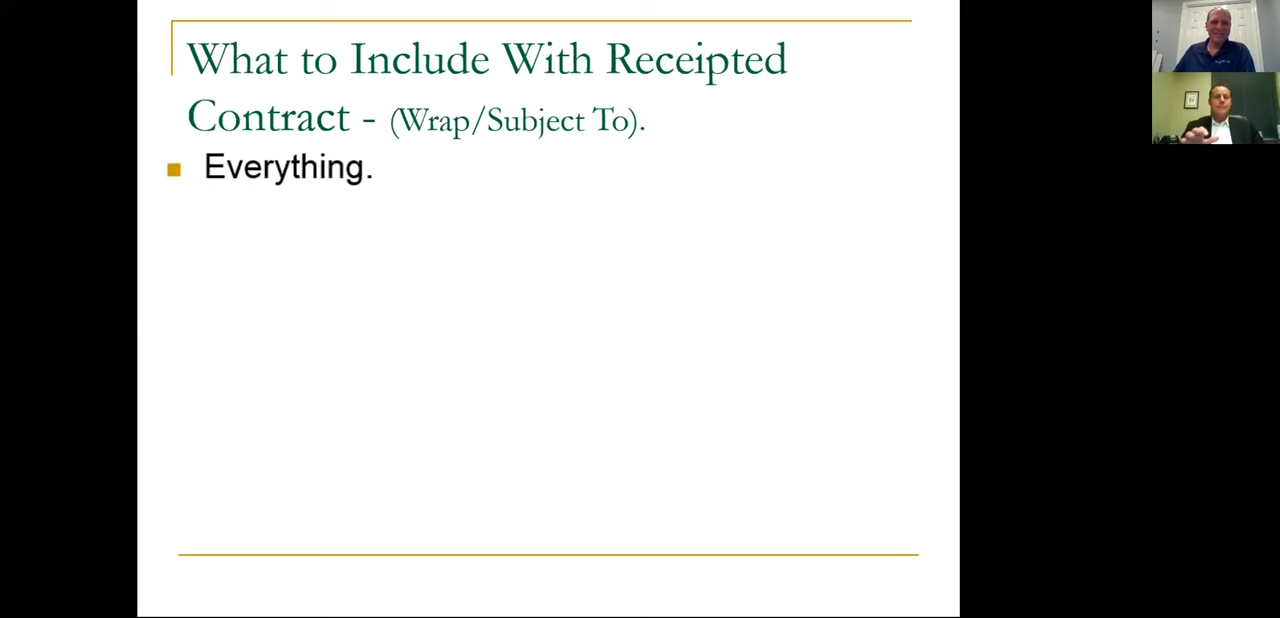 What to Include With Receipted
Contract - (Wrap/Subject To).
Everything.